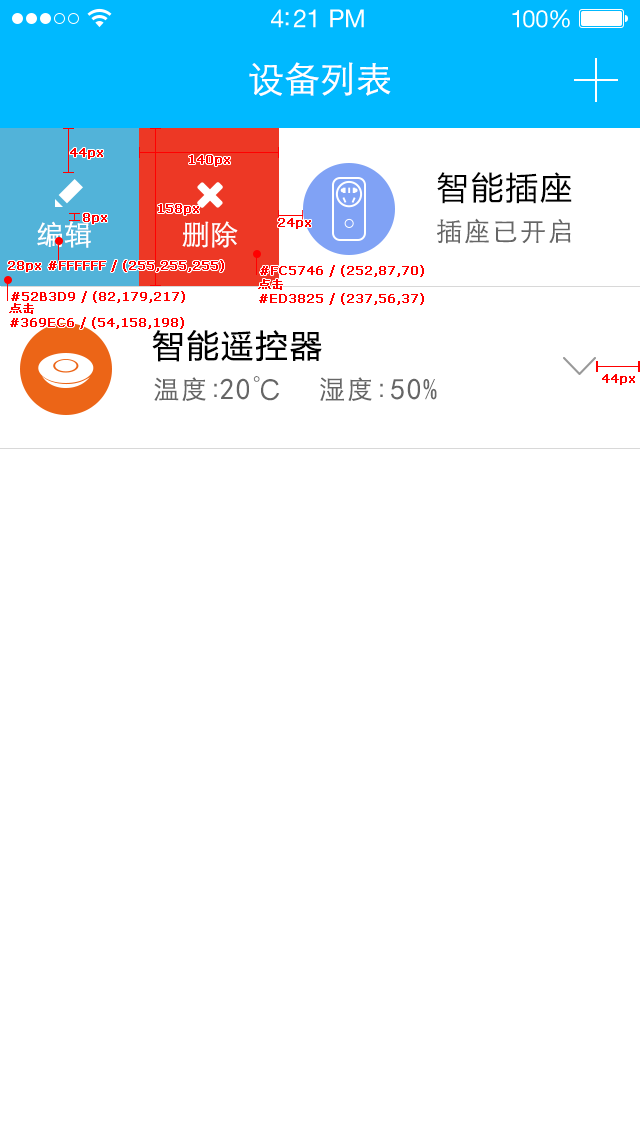 4:21 PM 100%
设备列表
44px
140px
8px
158px
24px
编辑
删除
智能插座
插座已开启
28px #FFFFFF / (255,255,255)
#FC5746 / (252,87,70)
点击
#ED3825 / (237,56,37)
#52B3D9 / (82,179,217)
点击
#369EC6 / (54,158,198)
智能遥控器
温度:20℃ 湿度:50%
44px